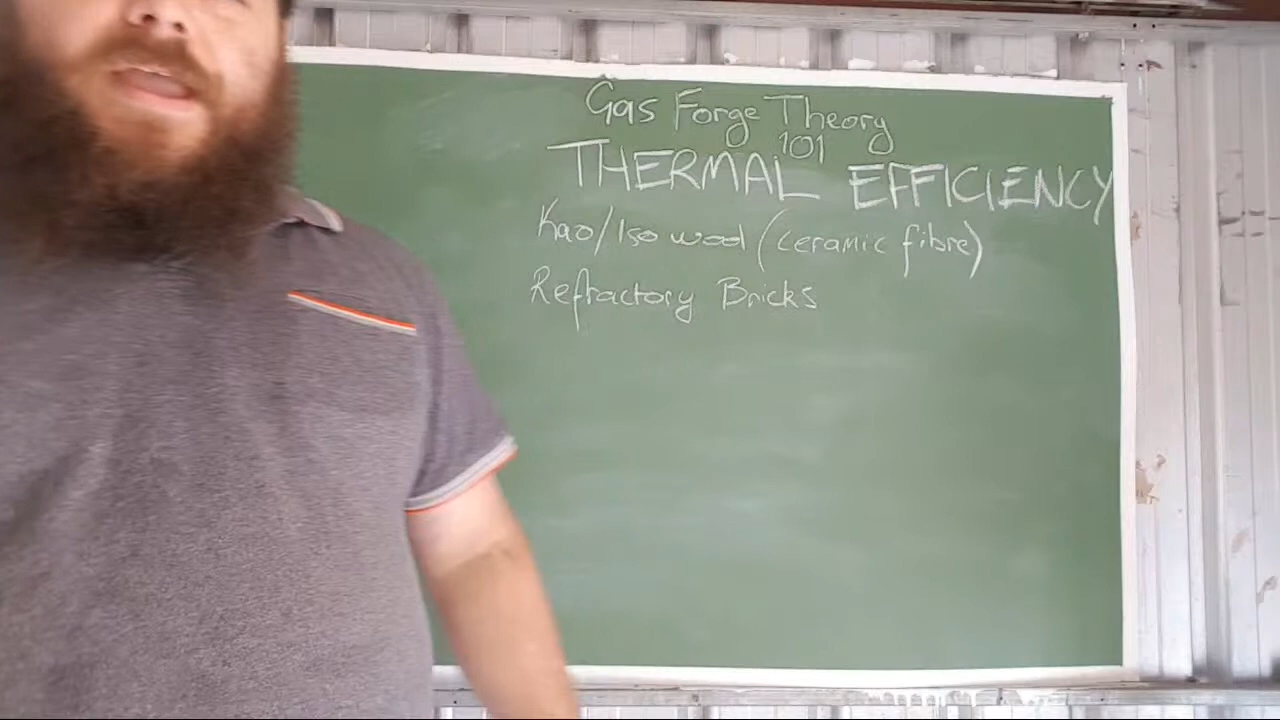 Gas Forge Theory
101
THERMAL EFFICIENCY
Kao/Iso wool (ceramic fibre)
Refractory Bricks